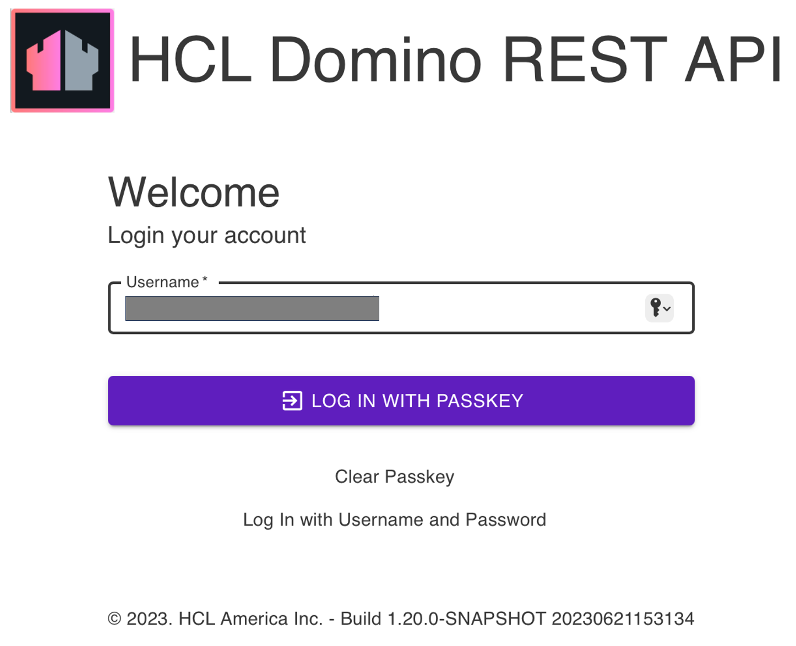 HCL Domino REST API
Welcome
Login your account
Username *
LOG IN WITH PASSKEY
Clear Passkey
Log In with Username and Password
© 2023. HCL America Inc. - Build 1.20.0-SNAPSHOT 20230621153134